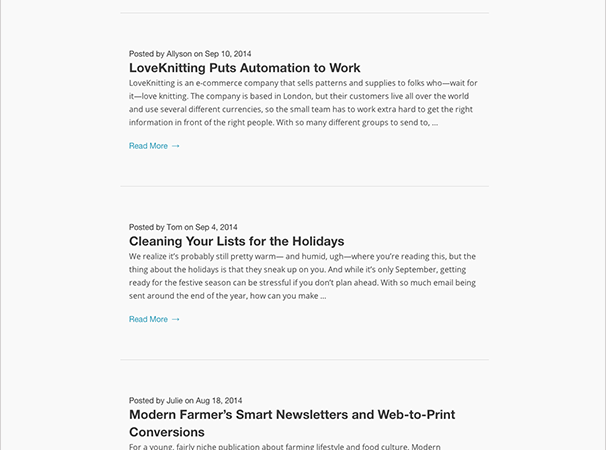 Posted by Allyson on Sep 10, 2014
LoveKnitting Puts Automation to Work
LoveKnitting is an e-commerce company that sells patterns and supplies to folks who—wait for
it—love knitting. The company is based in London, but their customers live all over the world
and use several different currencies, so the small team has to work extra hard to get the right
information in front of the right people. With so many different groups to send to, ...
Read More →
Posted by Tom on Sep 4, 2014
Cleaning Your Lists for the Holidays
We realize it's probably still pretty warm— and humid, ugh—where you're reading this, but the
thing about the holidays is that they sneak up on you. And while it's only September, getting
ready for the festive season can be stressful if you don't plan ahead. With so much email being
sent around the end of the year, how can you make ...
Read More →
Posted by Julie on Aug 18, 2014
Modern Farmer's Smart Newsletters and Web-to-Print
Conversions
For a young, fairly niche publication about farming lifestyle and food culture, Modern